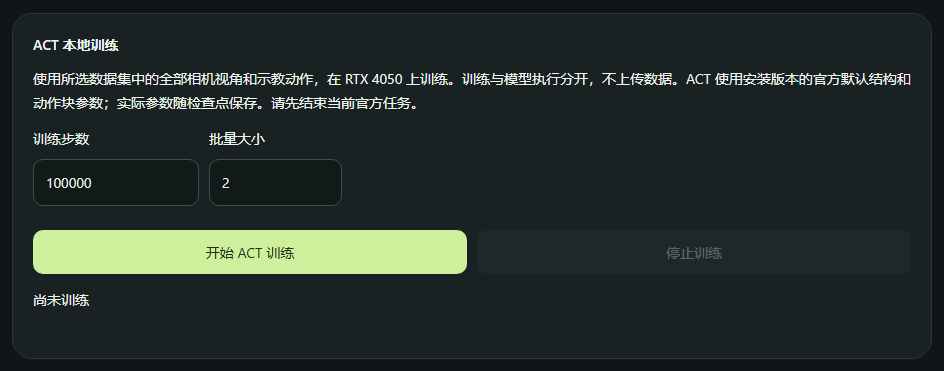 ACT 本地训练
使用所选数据集中的全部相机视角和示教动作，在 RTX 4050 上训练。训练与模型执行分开，不上传数据。ACT 使用安装版本的官方默认结构和
动作块参数；实际参数随检查点保存。请先结束当前官方任务。
训练步数 批量大小
100000 2
开始 ACT 训练 停止训练
尚未训练